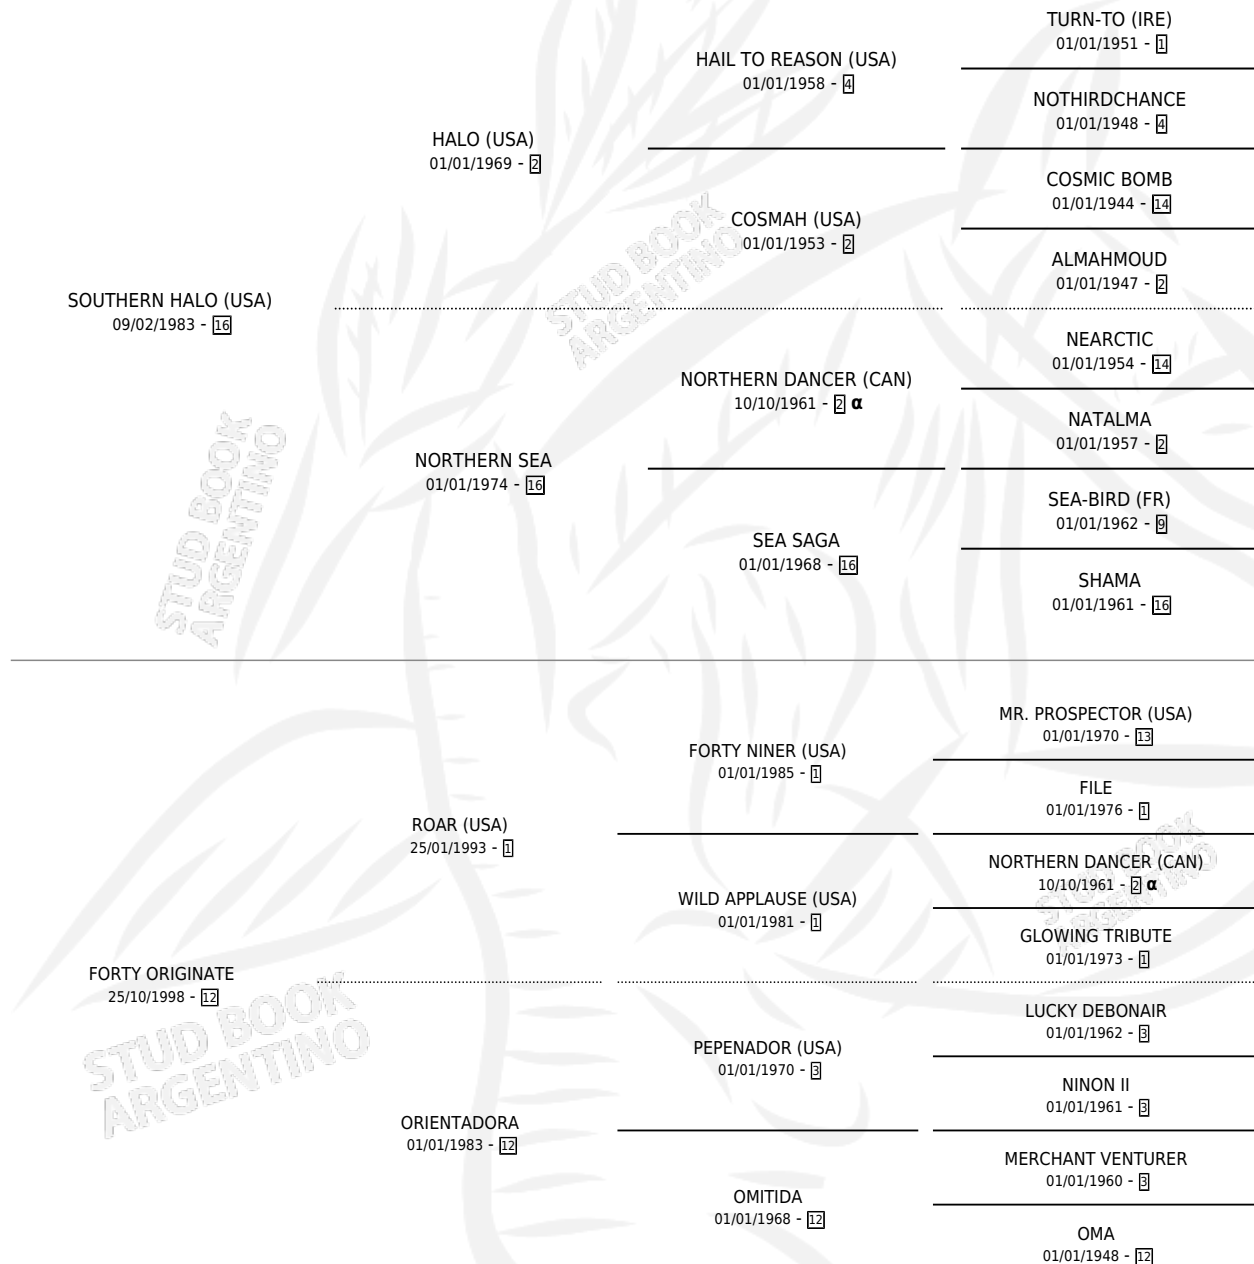 TURN-TO (IRE)
01/01/1951 - 1
HAIL TO REASON (USA)
01/01/1958 - 4
NOTHIRDCHANCE
01/01/1948 - 4
HALO (USA)
01/01/1969 - 2
COSMIC BOMB
01/01/1944 - 14
COSMAH (USA)
01/01/1953 - 2
ALMAHMOUD
01/01/1947 - 2
SOUTHERN HALO (USA)
09/02/1983 - 16
STUD BOOK
ARGENTINO
NEARCTIC
01/01/1954 - 14
NORTHERN DANCER (CAN)
10/10/1961 - 2 α
NATALMA
01/01/1957 - 2
NORTHERN SEA
01/01/1974 - 16
SEA-BIRD (FR)
01/01/1962 - 9
SEA SAGA
01/01/1968 - 16
SHAMA
01/01/1961 - 16
STUD BOOK
ARGENTINO
MR. PROSPECTOR (USA)
01/01/1970 - 13
FORTY NINER (USA)
01/01/1985 - 1
FILE
01/01/1976 - 1
ROAR (USA)
25/01/1993 - 1
NORTHERN DANCER (CAN)
10/10/1961 - 2 α
STUD BOOK
ARGENTINO
WILD APPLAUSE (USA)
01/01/1981 - 1
GLOWING TRIBUTE
01/01/1973 - 1
FORTY ORIGINATE
25/10/1998 - 12
STUD BOOK
ARGENTINO
LUCKY DEBONAIR
01/01/1962 - 3
PEPENADOR (USA)
01/01/1970 - 3
NINON II
01/01/1961 - 3
ORIENTADORA
01/01/1983 - 12
MERCHANT VENTURER
01/01/1960 - 3
OMITIDA
01/01/1968 - 12
OMA
01/01/1948 - 12